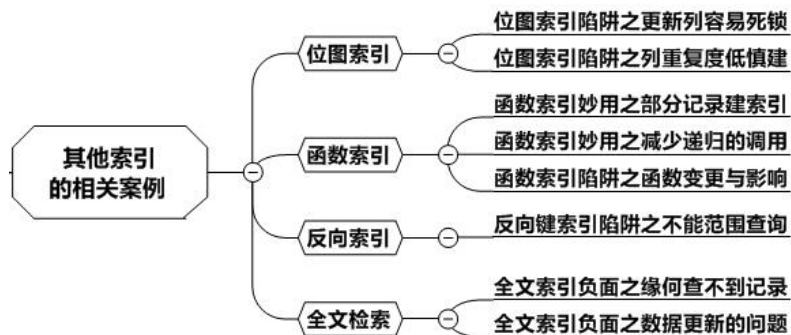 其他索引
的相关案例
位图索引
位图索引陷阱之更新列容易死锁
位图索引陷阱之列重复度低慎建
函数索引
函数索引妙用之部分记录建索引
函数索引妙用之减少递归的调用
函数索引陷阱之函数变更与影响
反向索引
反向键索引陷阱之不能范围查询
全文检索
全文索引负面之缘何查不到记录
全文索引负面之数据更新的问题